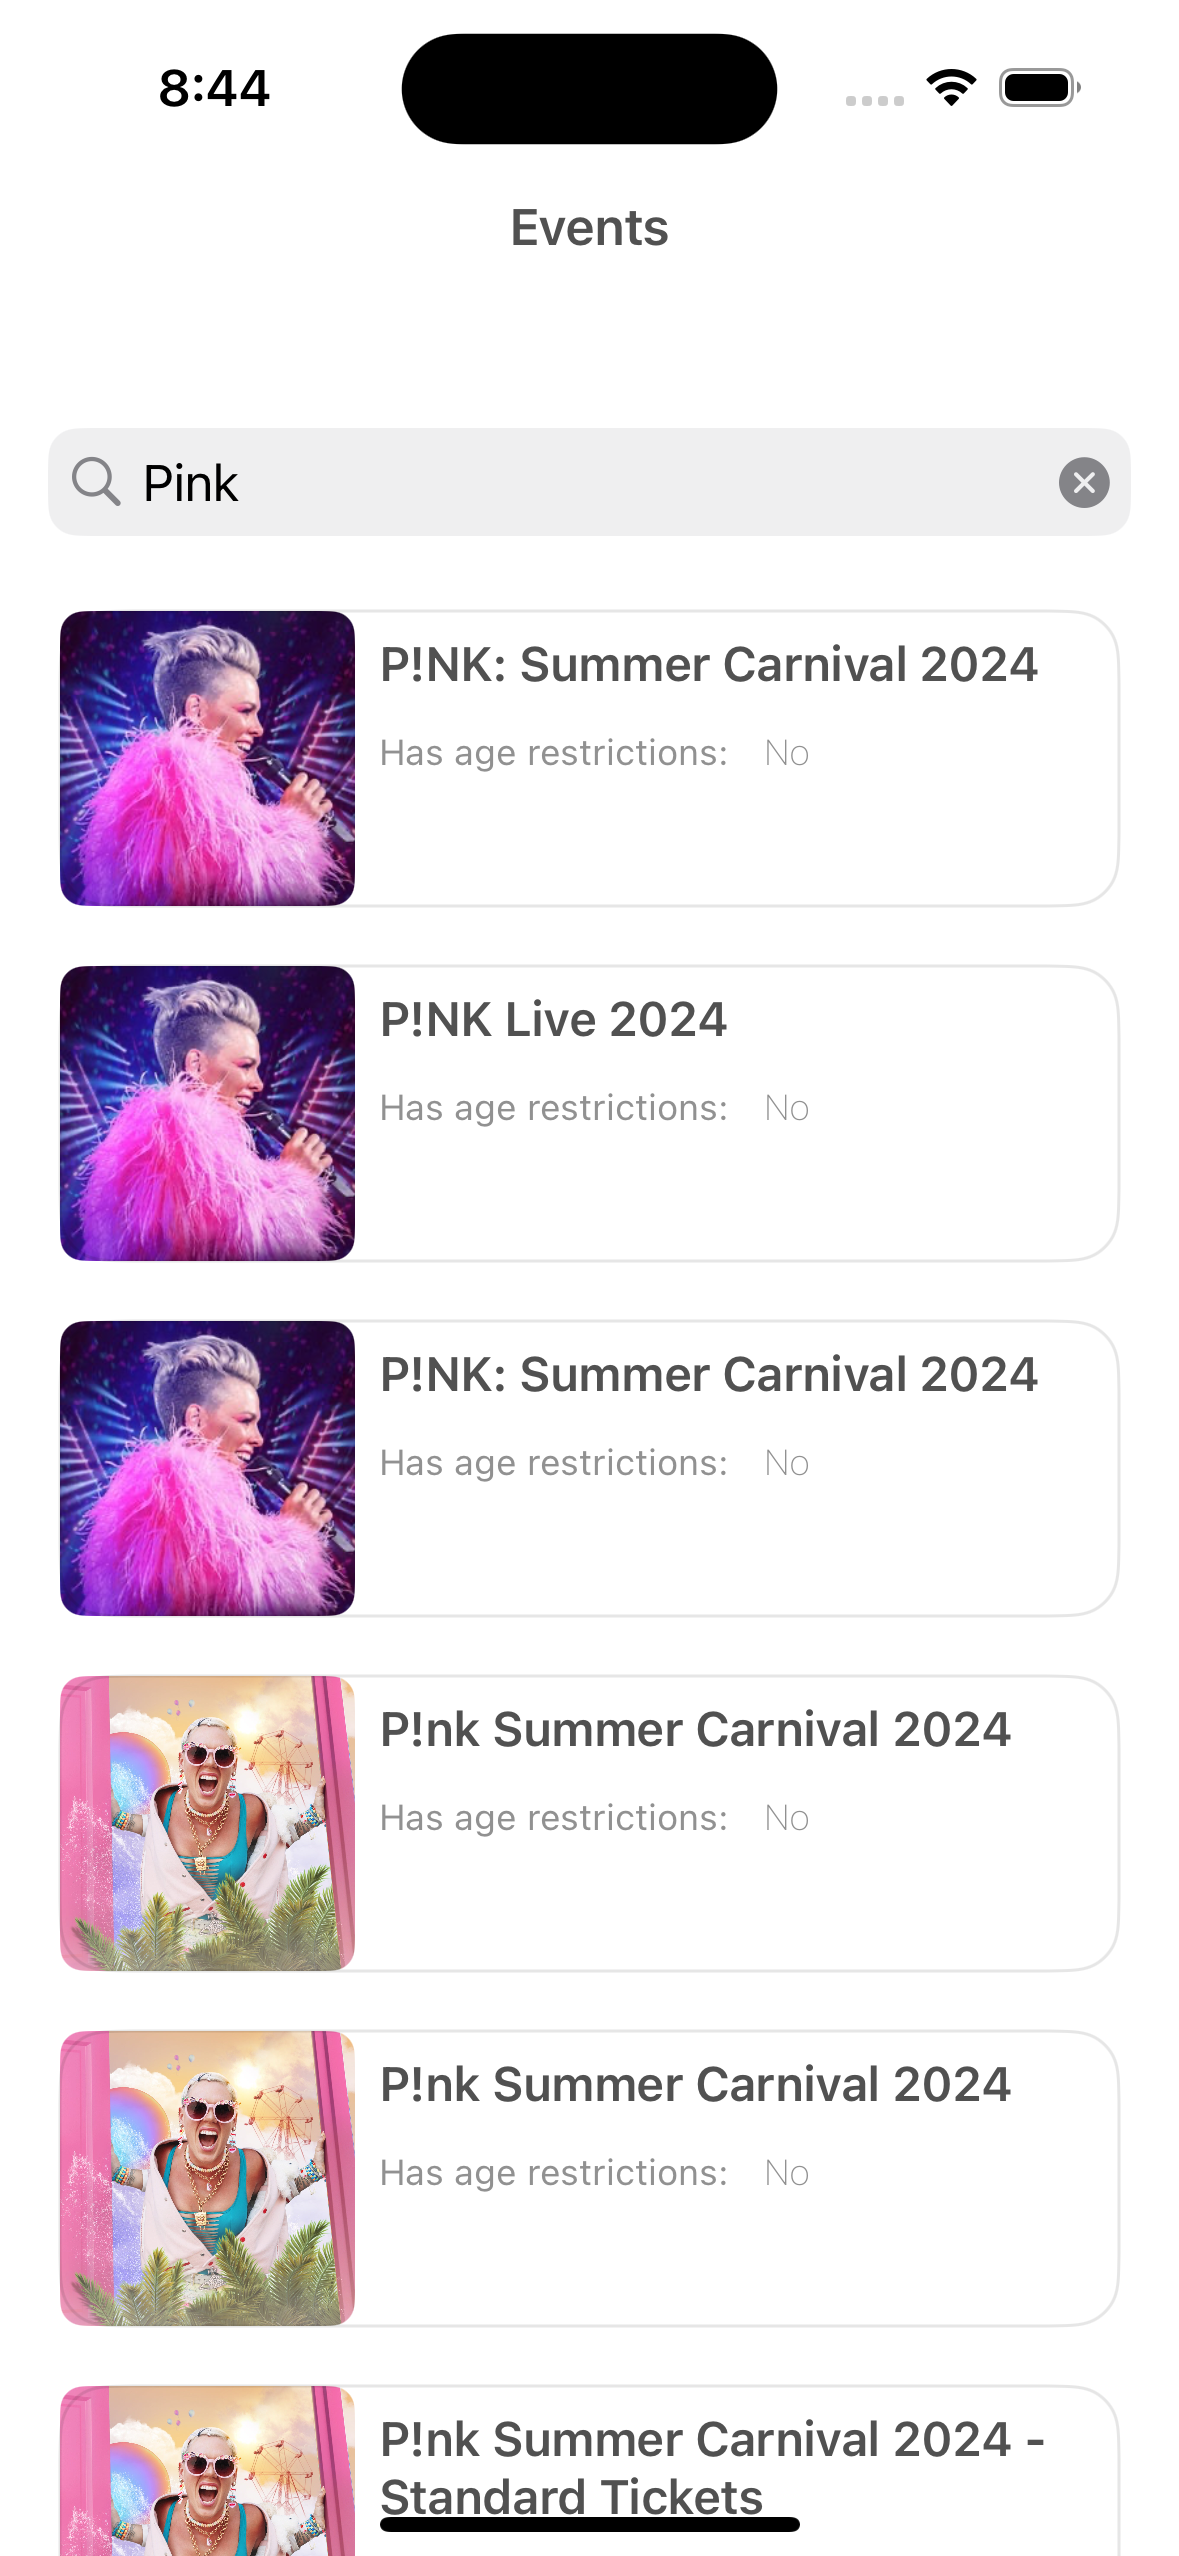 8:44
Events
Pink
P!NK: Summer Carnival 2024
Has age restrictions: No
P!NK Live 2024
Has age restrictions: No
P!NK: Summer Carnival 2024
Has age restrictions: No
P!nk Summer Carnival 2024
Has age restrictions: No
P!nk Summer Carnival 2024
Has age restrictions: No
P!nk Summer Carnival 2024 -
Standard Tickets